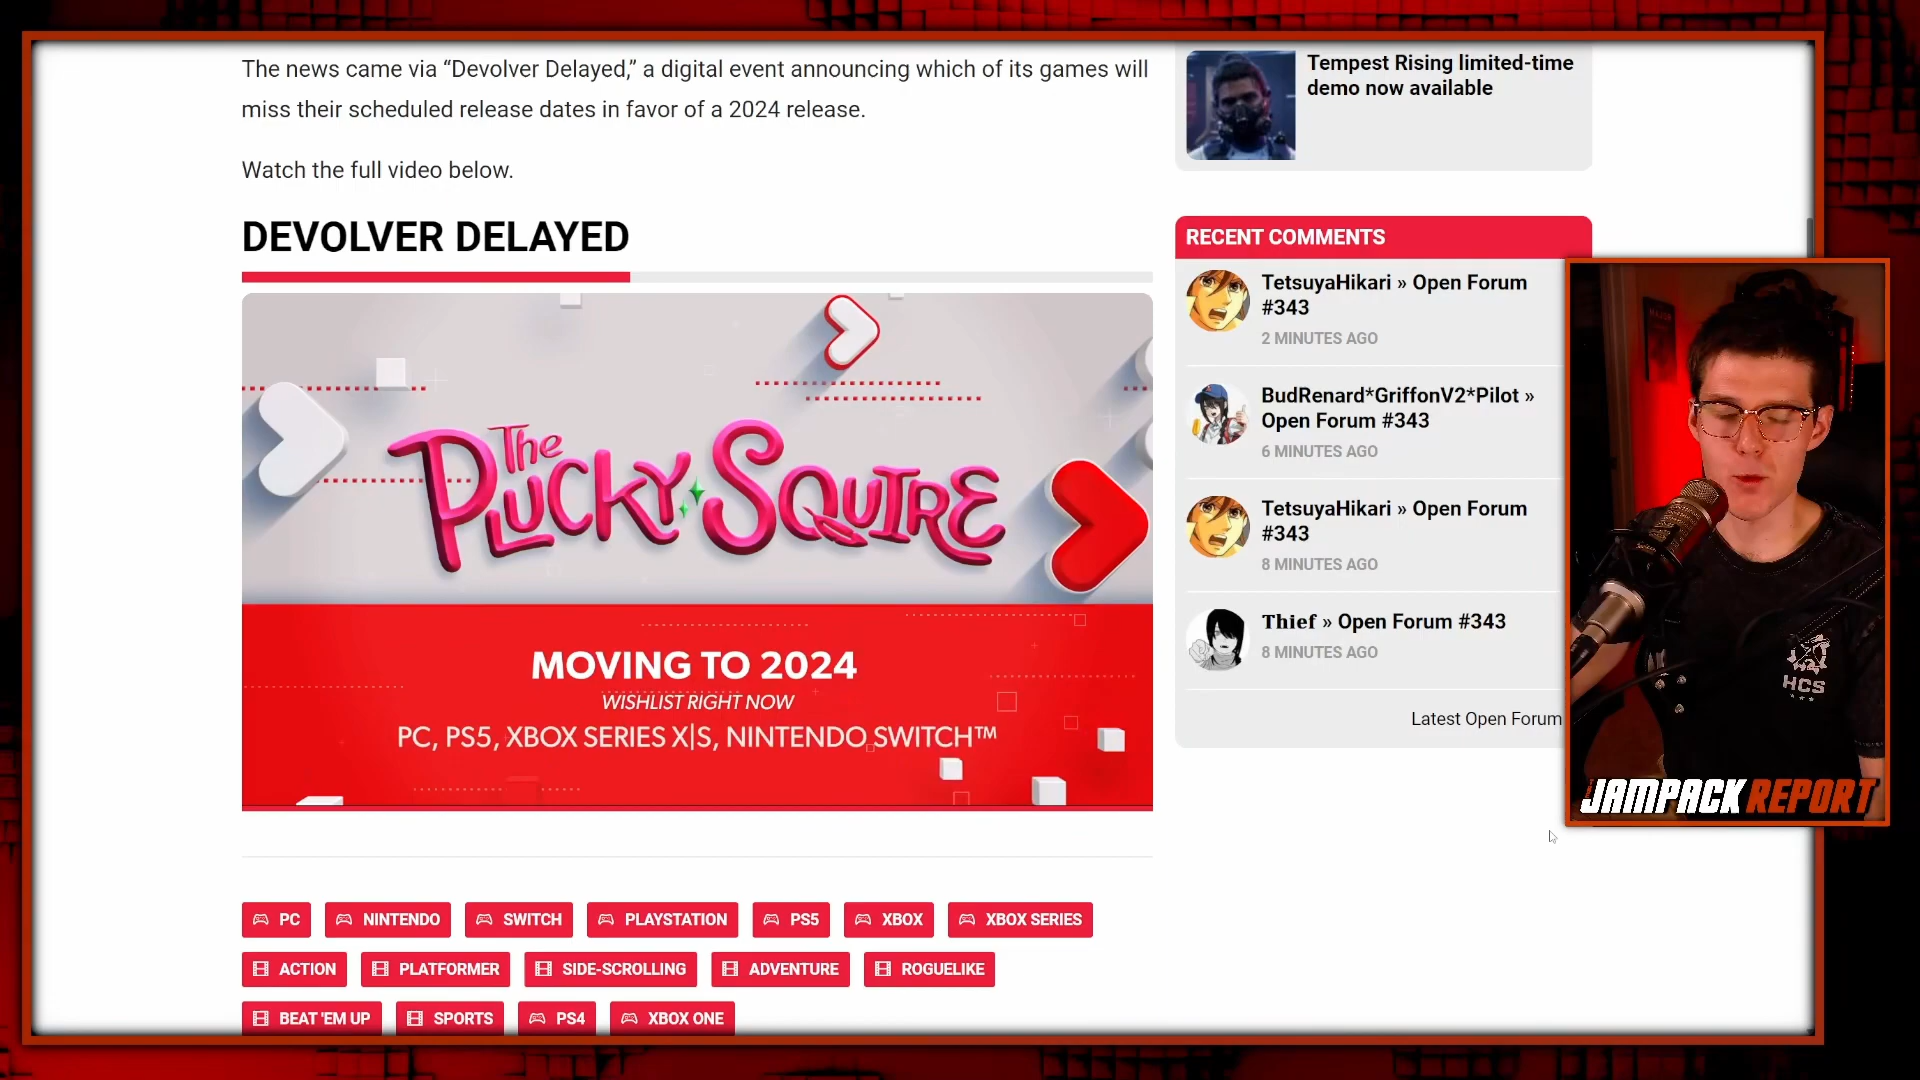 The news came via “Devolver Delayed,” a digital event announcing which of its games will
miss their scheduled release dates in favor of a 2024 release.
Watch the full video below.
DEVOLVER DELAYED
The
Plucky Squire
MOVING TO 2024
WISHLIST RIGHT NOW
PC, PS5, XBOX SERIES X|S, NINTENDO SWITCH™
PC
NINTENDO
SWITCH
PLAYSTATION
PS5
XBOX
XBOX SERIES
ACTION
PLATFORMER
SIDE-SCROLLING
ADVENTURE
ROGUELIKE
BEAT 'EM UP
SPORTS
PS4
XBOX ONE
Tempest Rising limited-time
demo now available
RECENT COMMENTS
TetsuyaHikari » Open Forum
#343
2 MINUTES AGO
BudRenard*GriffonV2*Pilot »
Open Forum #343
6 MINUTES AGO
TetsuyaHikari » Open Forum
#343
8 MINUTES AGO
Thief » Open Forum #343
8 MINUTES AGO
Latest Open Forum
HCS
JAMPACK REPORT